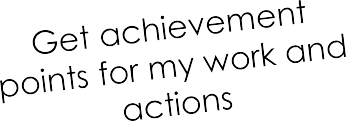 Get achievement
points for my work and
actions